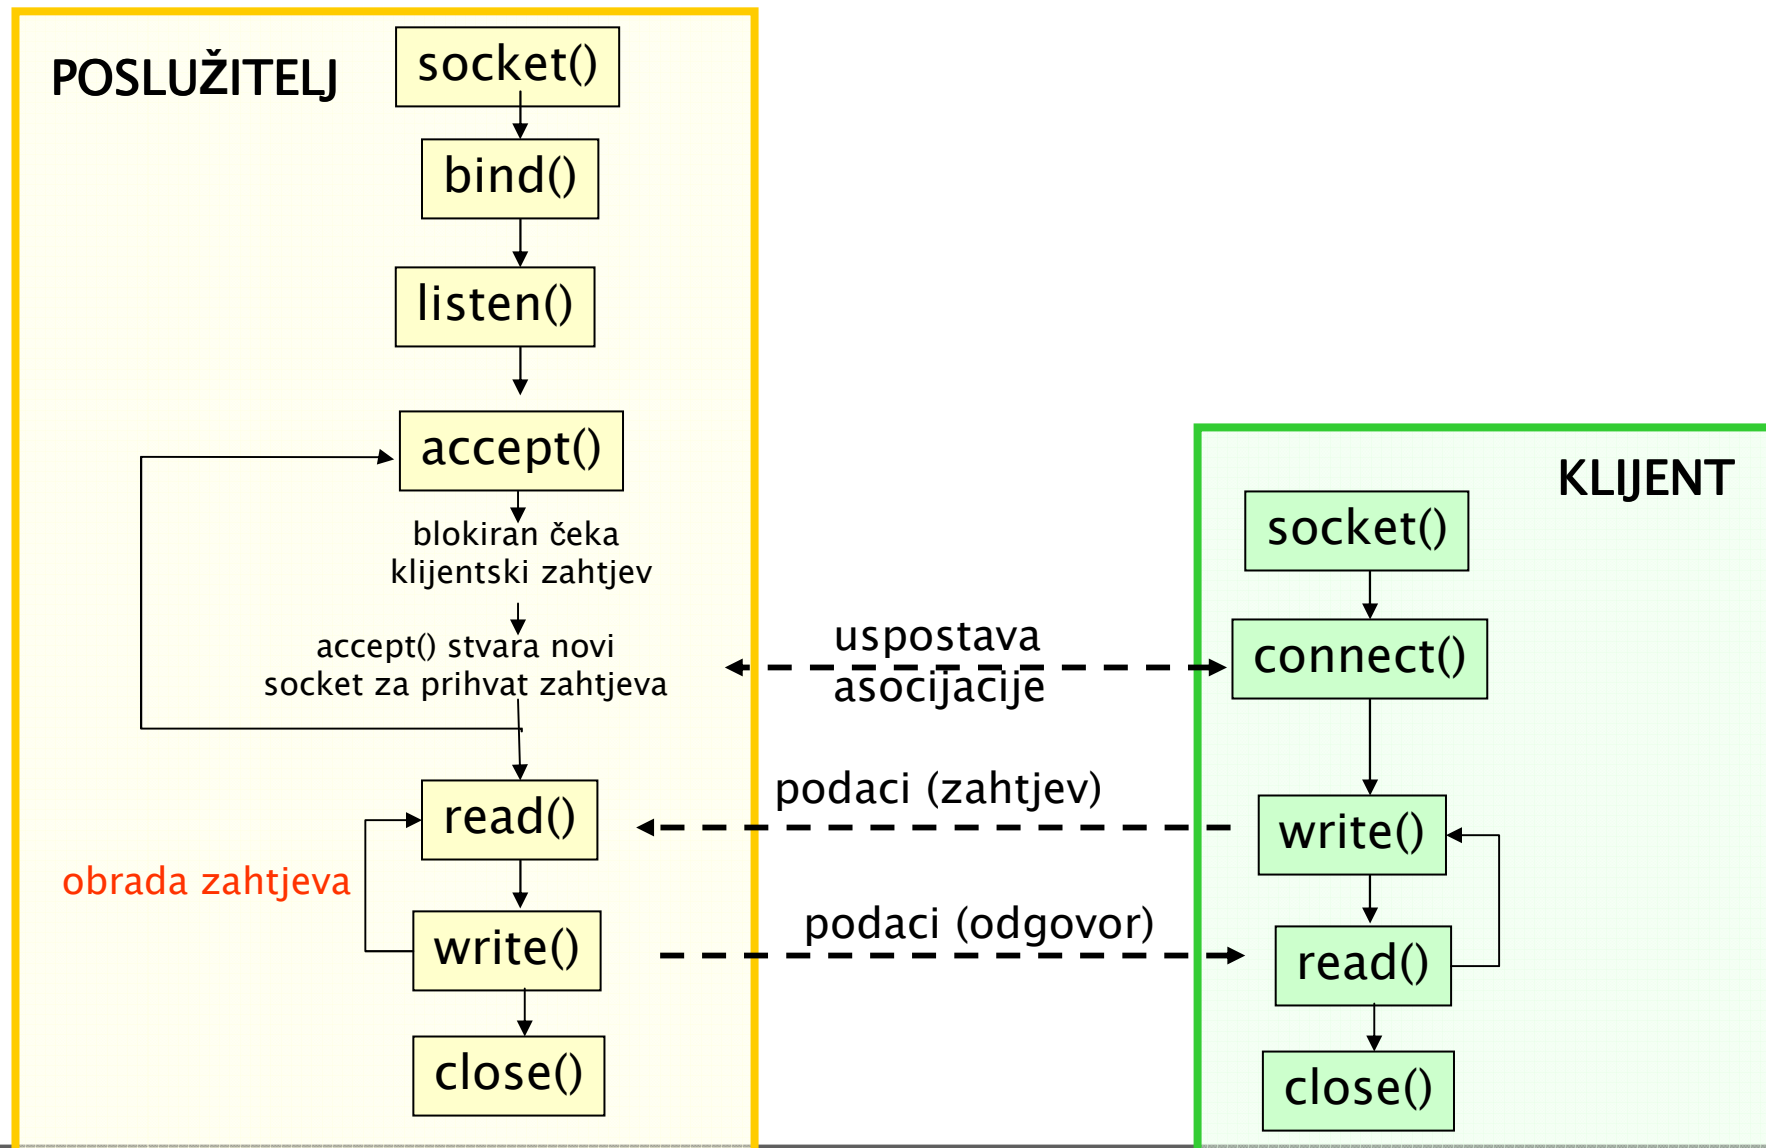 POSLUŽITELJ
socket()
bind()
listen()
accept()
blokiran čeka
klijentski zahtjev
accept() stvara novi
socket za prihvat zahtjeva
read()
obrada zahtjeva
write()
close()
uspostava
asocijacije
podaci (zahtjev)
podaci (odgovor)
KLIJENT
socket()
connect()
write()
read()
close()